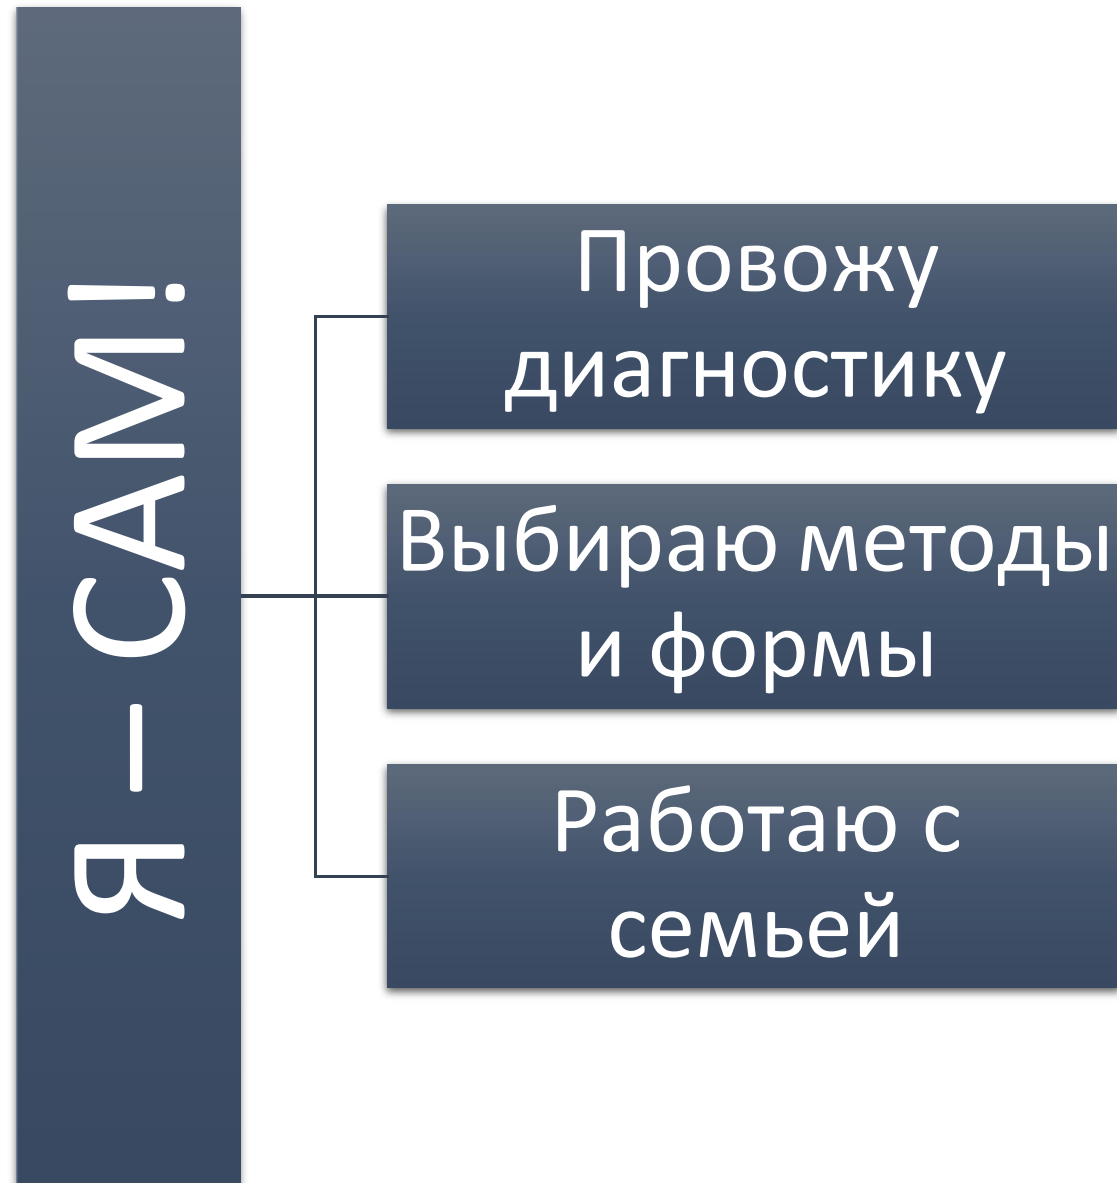 Я – САМ!
Провожу
диагностику
Выбираю методы
и формы
Работаю с
семьей